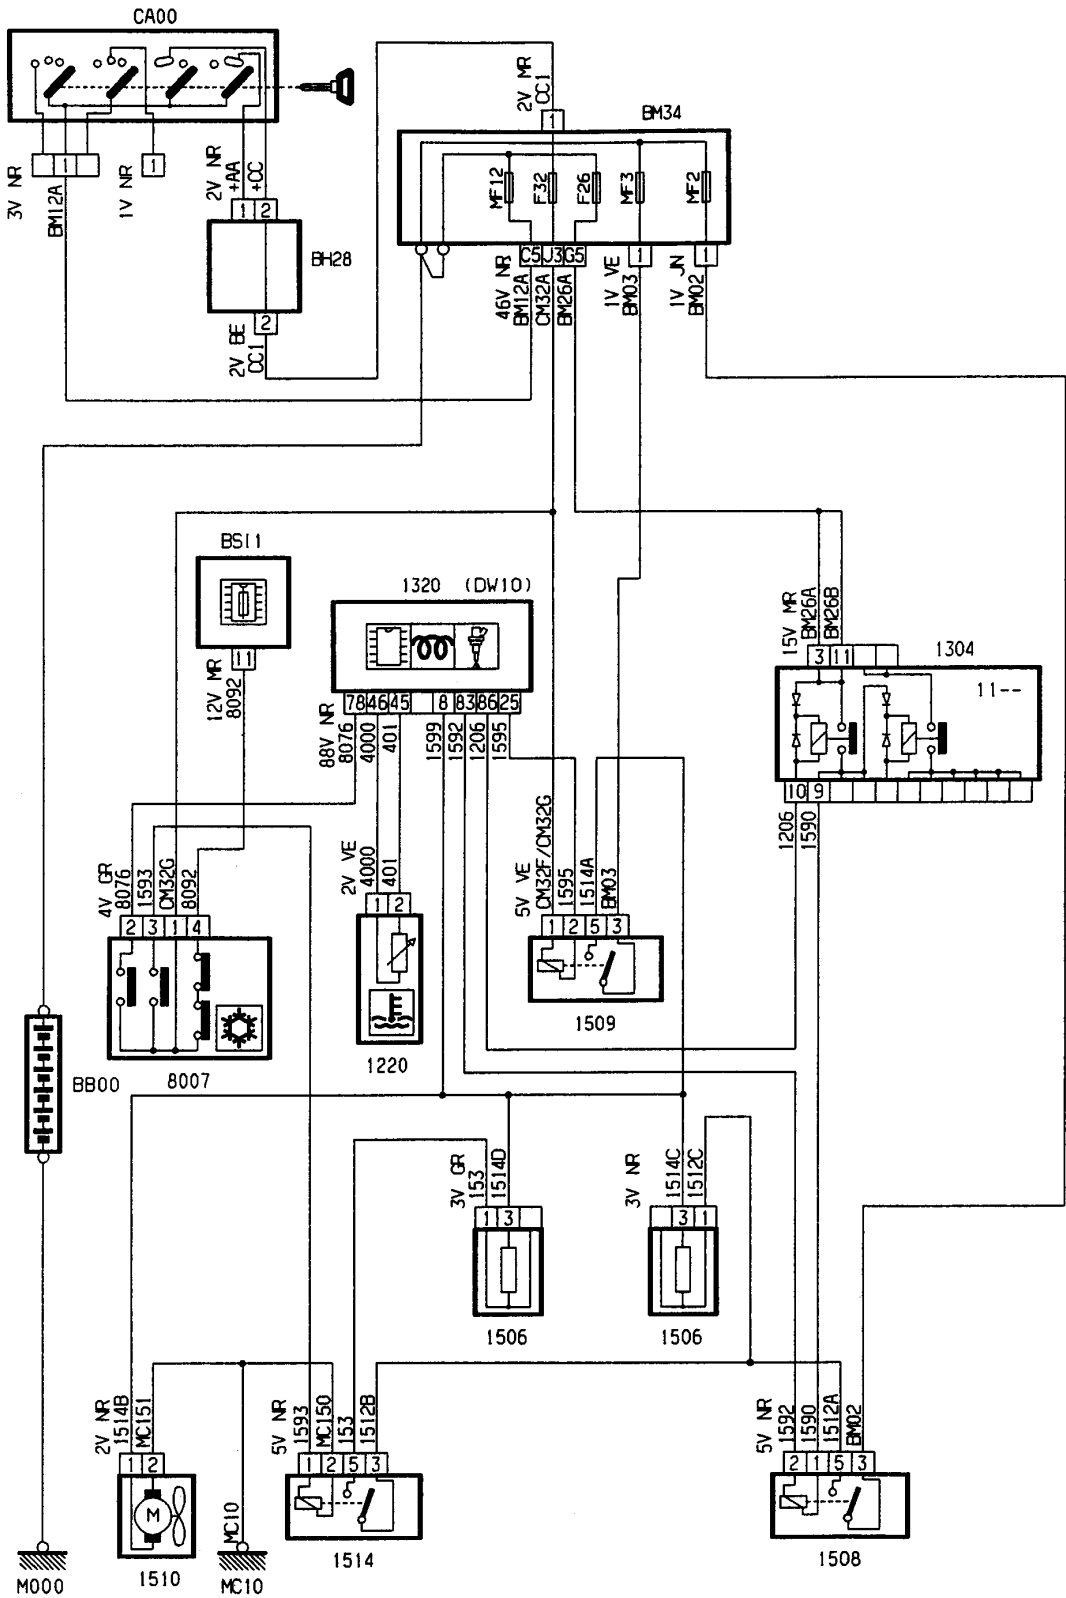 CA00
3V NR
1
BM12A
1V NR
1
2V NR
+AA
+CC
1 2
BH28
2
2V BE
CC1
2V MR
CC1
1
BM34
MF12
F32
F26
MF3
MF2
C5 J3 G5
1
1
46V NR
BM12A
CM32A
BM26A
1V VE
BM03
1V JN
BM02
BSI1
11
12V MR
8092
1320 (DW10)
78 46 45 8 83 86 25
88V NR
8076
4000
401
1599
1592
1206
1595
15V MR
BM26A
BM26B
3 11
1304
11--
10 9
1206
1590
4V GR
8076
1593
CM32G
8092
2 3 1 4
8007
2V VE
4000
401
1 2
1220
5V VE
CM32F/CM32G
1595
1514A
BM03
1 2 5 3
1509
BB00
3V GR
153
1514D
1 3
1506
3V NR
1514C
1512C
3 1
1506
2V NR
1514B
MC151
1 2
M
1510
5V NR
1593
MC150
153
1512B
1 2 5 3
1514
5V NR
1592
1590
1512A
BM02
2 1 5 3
1508
M000
MC10
MC10